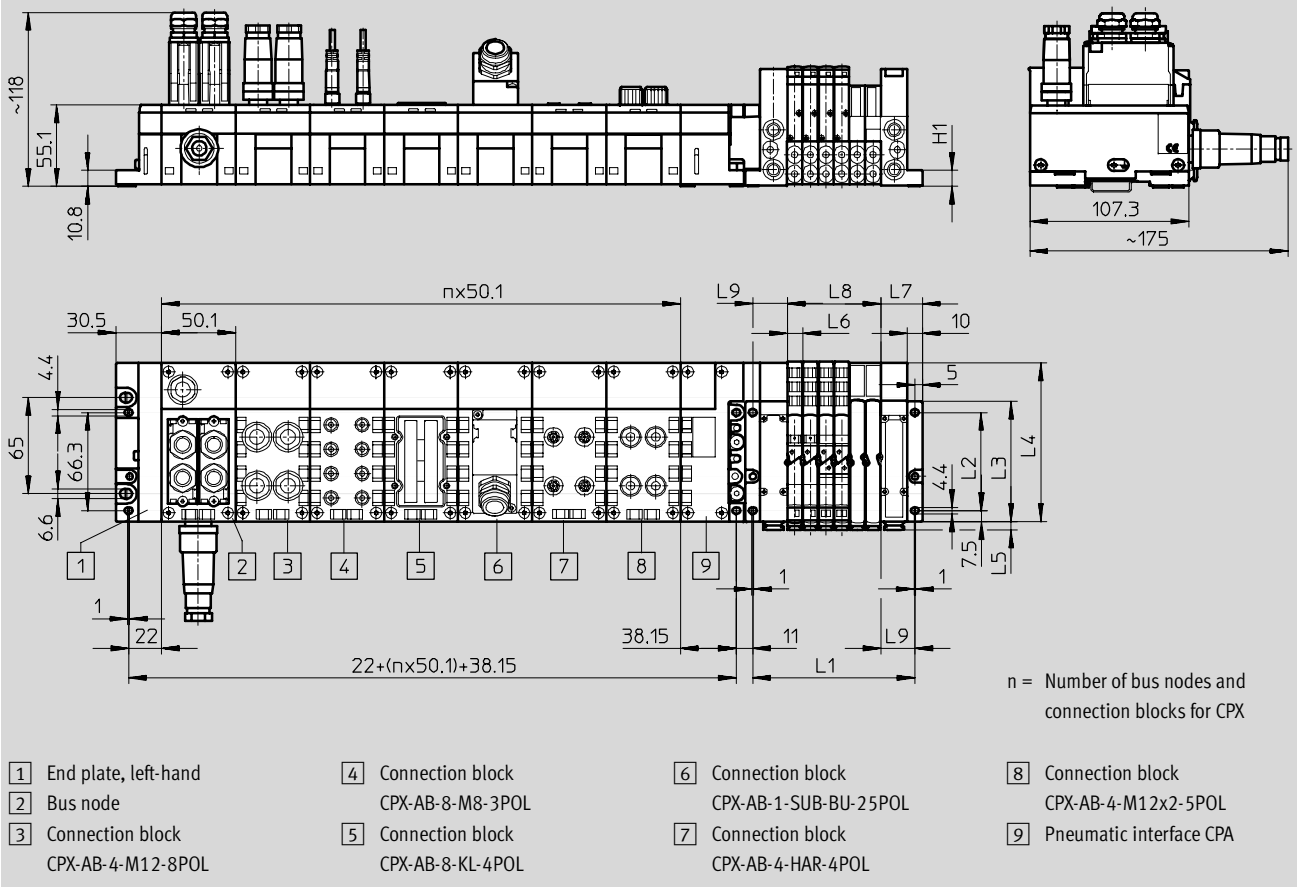 ~118
55.1
10.8
H1
107.3
~175
nx50.1
L9
L8
L7
30.5
50.1
L6
10
4.4
5
65
66.3
L4
L3
L2
4.4
6.6
7.5
L5
1
2
3
4
5
6
7
8
9
1
1
1
22
38.15
11
L9
22+(nx50.1)+38.15
L1
n = Number of bus nodes and
connection blocks for CPX
1 End plate, left-hand
2 Bus node
3 Connection block
CPX-AB-4-M12-8POL
4 Connection block
CPX-AB-8-M8-3POL
5 Connection block
CPX-AB-8-KL-4POL
6 Connection block
CPX-AB-1-SUB-BU-25POL
7 Connection block
CPX-AB-4-HAR-4POL
8 Connection block
CPX-AB-4-M12x2-5POL
9 Pneumatic interface CPA